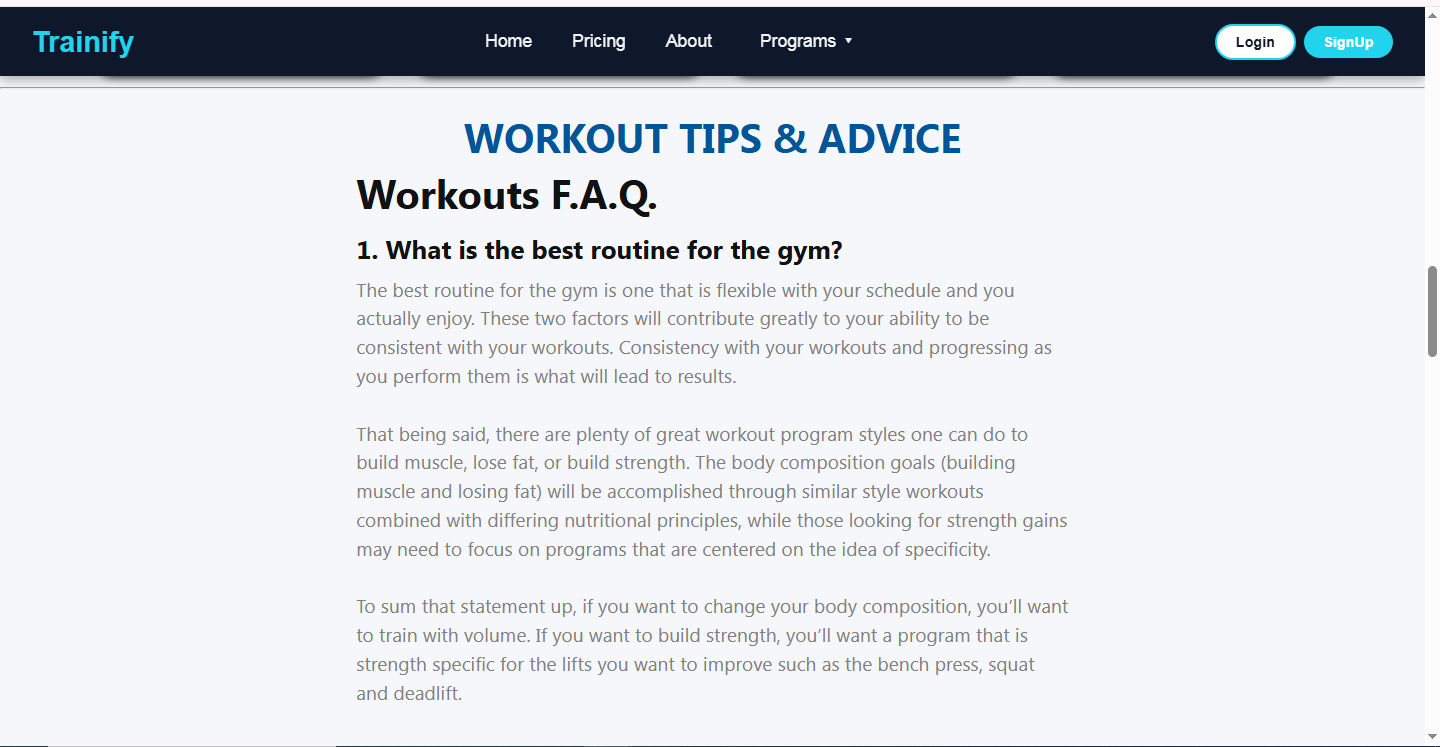 Trainify
Home Pricing About Programs
Login SignUp
WORKOUT TIPS & ADVICE
Workouts F.A.Q.
1. What is the best routine for the gym?
The best routine for the gym is one that is flexible with your schedule and you
actually enjoy. These two factors will contribute greatly to your ability to be
consistent with your workouts. Consistency with your workouts and progressing as
you perform them is what will lead to results.
That being said, there are plenty of great workout program styles one can do to
build muscle, lose fat, or build strength. The body composition goals (building
muscle and losing fat) will be accomplished through similar style workouts
combined with differing nutritional principles, while those looking for strength gains
may need to focus on programs that are centered on the idea of specificity.
To sum that statement up, if you want to change your body composition, you’ll want
to train with volume. If you want to build strength, you’ll want a program that is
strength specific for the lifts you want to improve such as the bench press, squat
and deadlift.